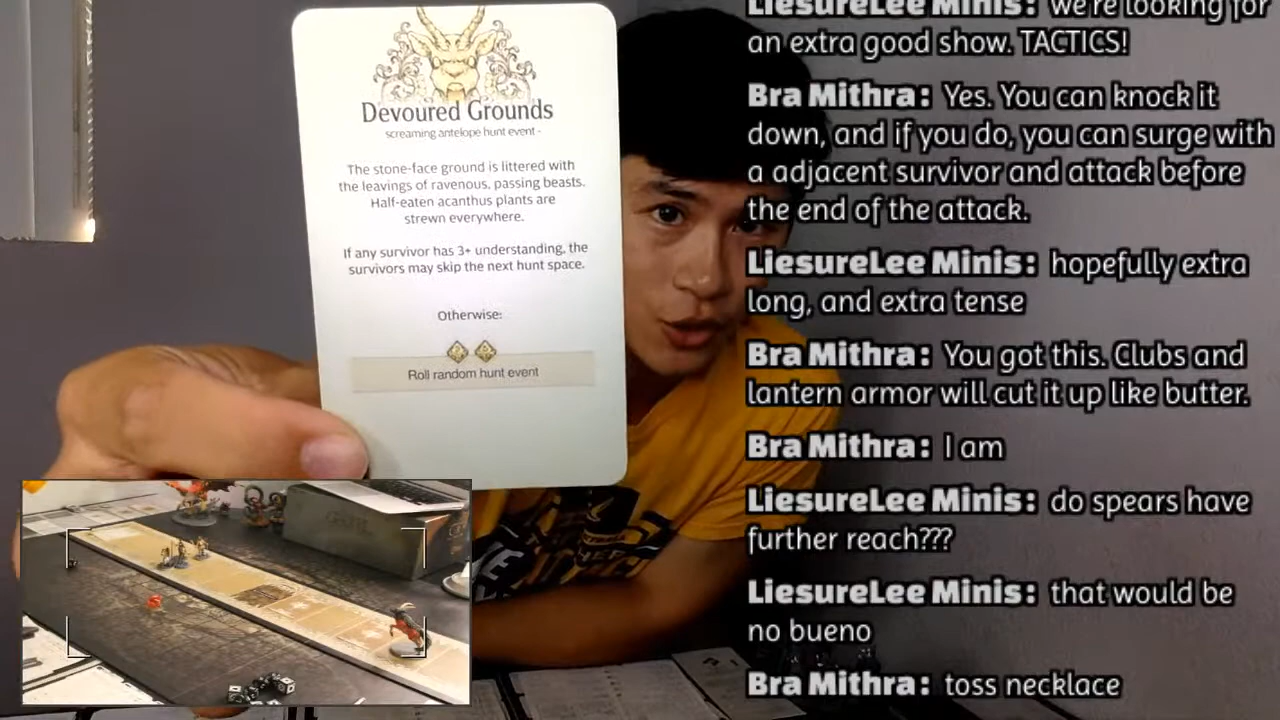 Devoured Grounds
screaming antelope hunt event -
The stone-face ground is littered with
the leavings of ravenous, passing beasts.
Half-eaten acanthus plants are
strewn everywhere.
If any survivor has 3+ understanding, the
survivors may skip the next hunt space.
Otherwise:
Roll random hunt event
LiesureLee Minis: we're looking for
an extra good show. TACTICS!
Bra Mithra: Yes. You can knock it
down, and if you do, you can surge with
a adjacent survivor and attack before
the end of the attack.
LiesureLee Minis: hopefully extra
long, and extra tense
Bra Mithra: You got this. Clubs and
lantern armor will cut it up like butter.
Bra Mithra: I am
LiesureLee Minis: do spears have
further reach???
LiesureLee Minis: that would be
no bueno
Bra Mithra: toss necklace